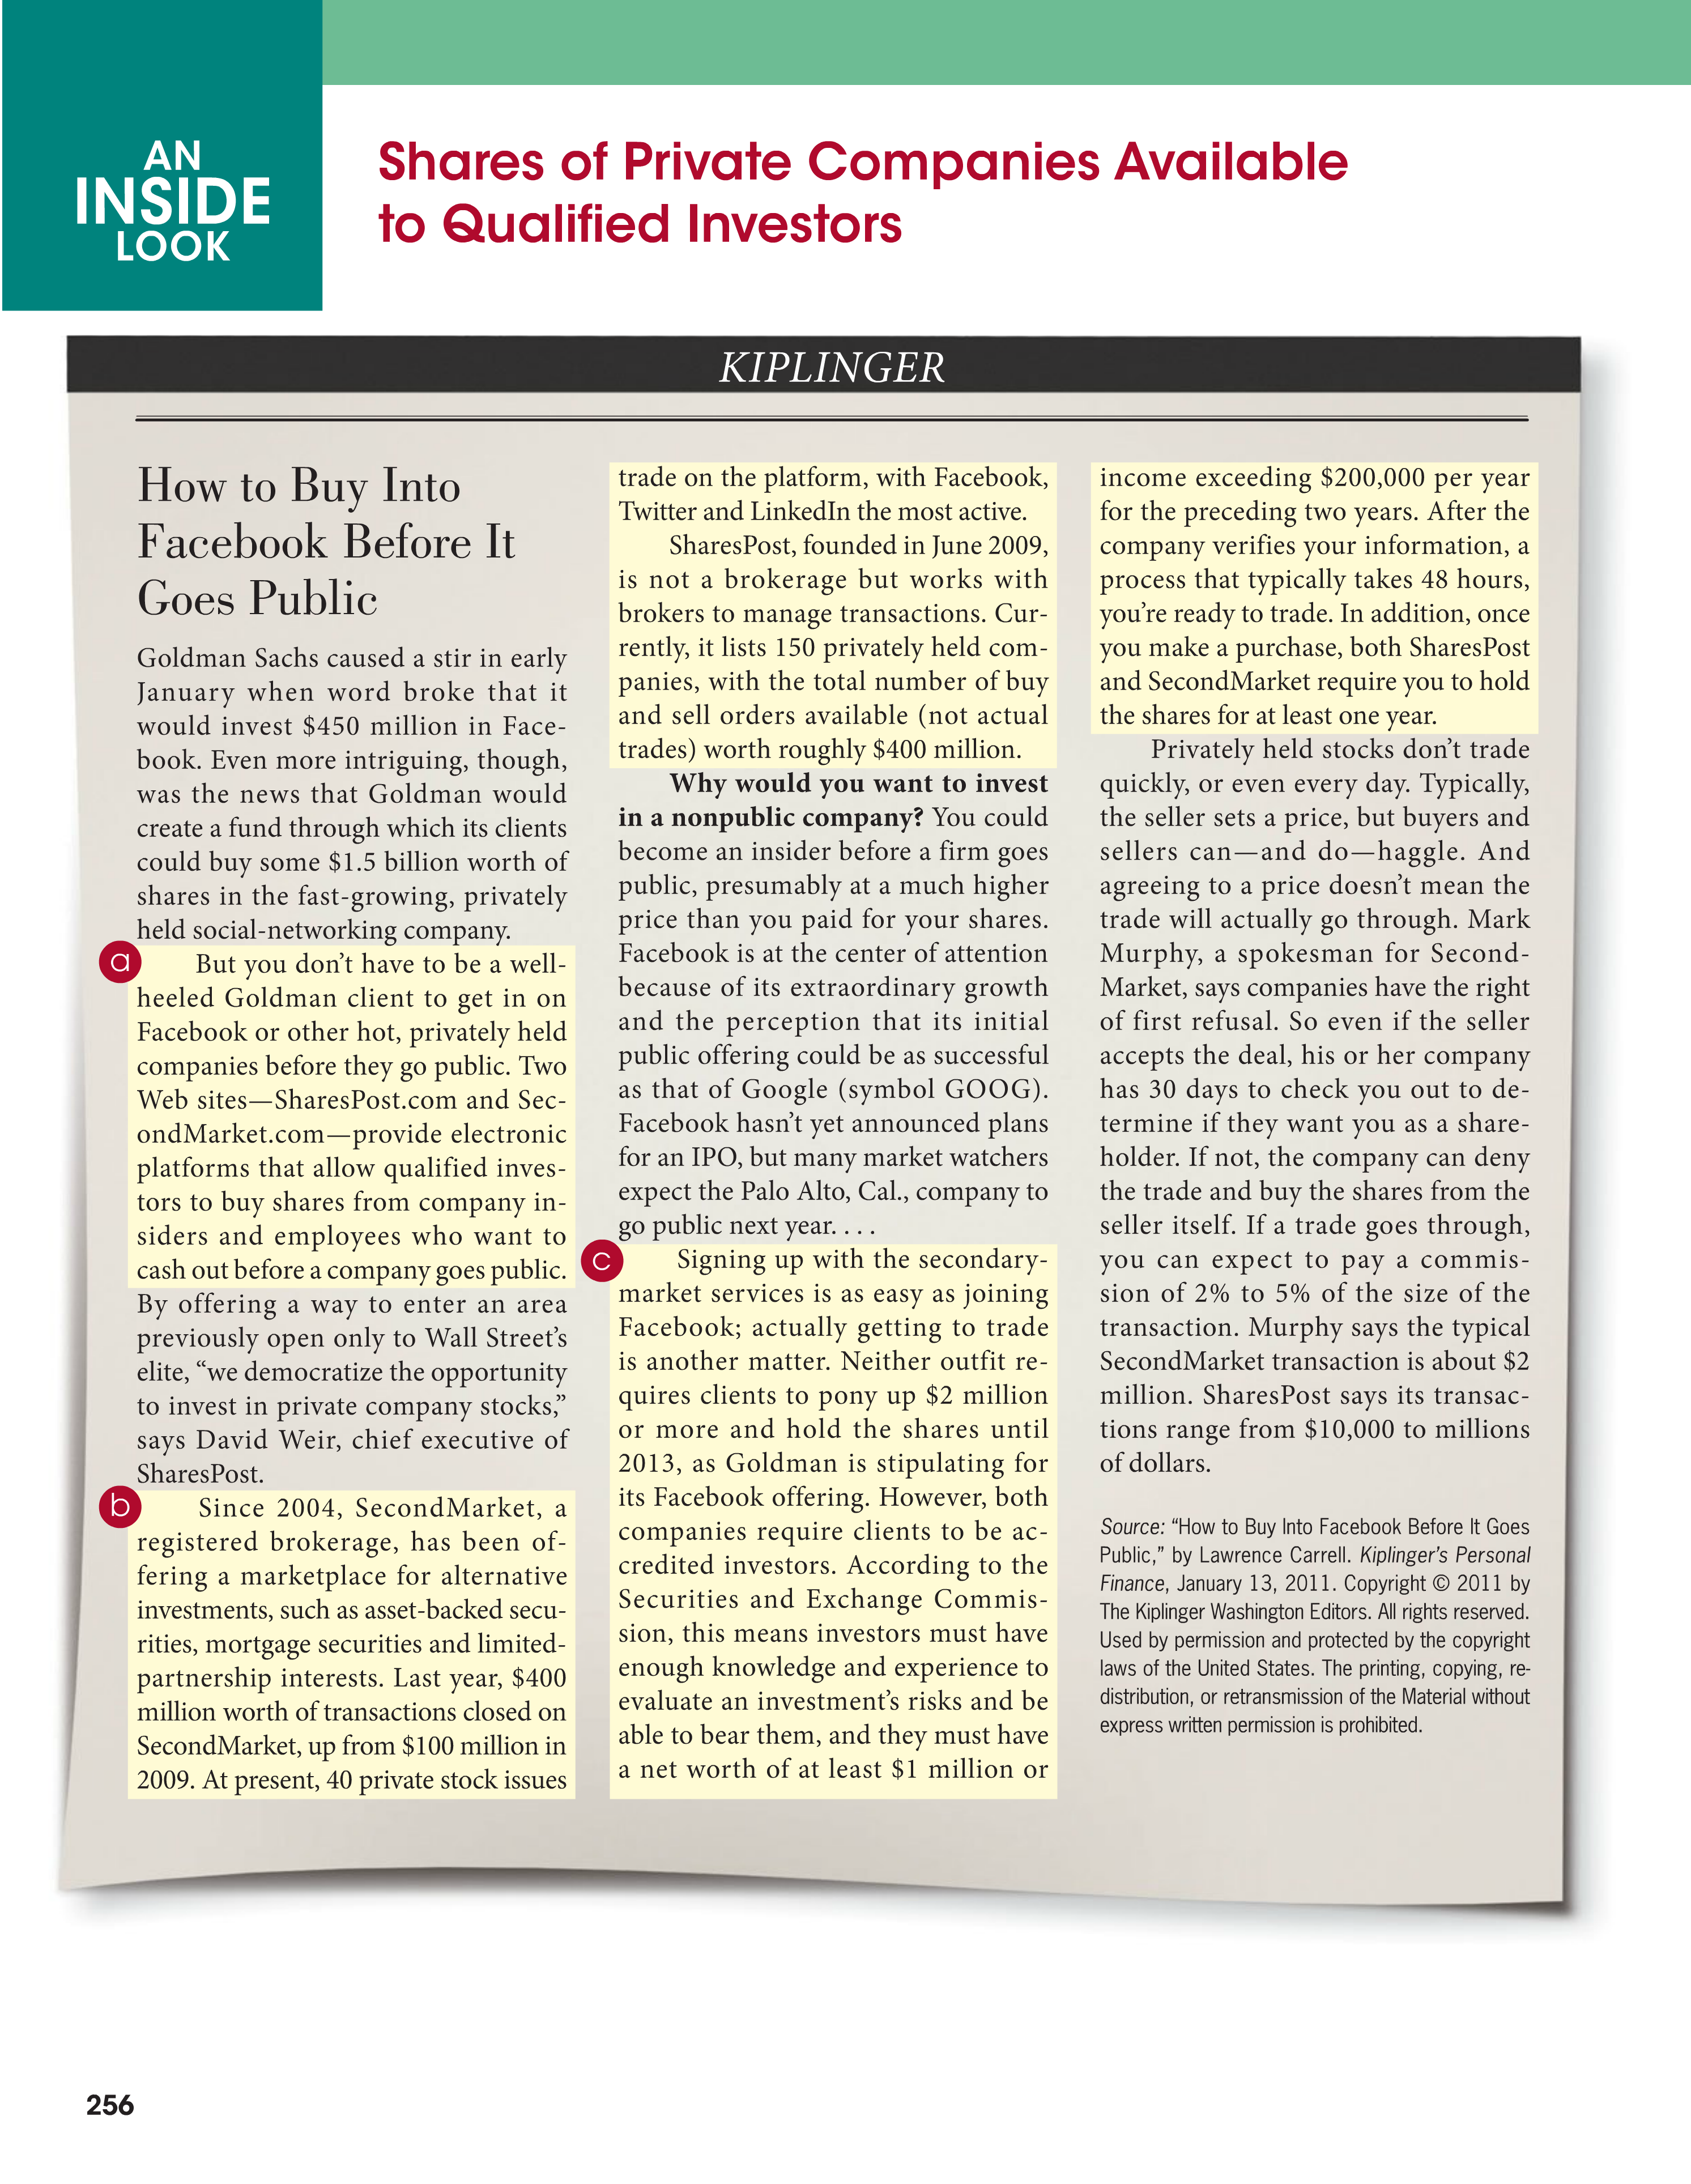 AN
INSIDE
LOOK
Shares of Private Companies Available
to Qualified Investors
KIPLINGER
How to Buy Into
Facebook Before It
Goes Public
Goldman Sachs caused a stir in early
January when word broke that it
would invest $450 million in Face-
book. Even more intriguing, though,
was the news that Goldman would
create a fund through which its clients
could buy some $1.5 billion worth of
shares in the fast-growing, privately
held social-networking company.
a
But you don't have to be a well-
heeled Goldman client to get in on
Facebook or other hot, privately held
companies before they go public. Two
Web sites—SharesPost.com and Sec-
ondMarket.com—provide electronic
platforms that allow qualified inves-
tors to buy shares from company in-
siders and employees who want to
cash out before a company goes public.
By offering a way to enter an area
previously open only to Wall Street's
elite, “we democratize the opportunity
to invest in private company stocks,”
says David Weir, chief executive of
SharesPost.
b
Since 2004, SecondMarket, a
registered brokerage, has been of-
fering a marketplace for alternative
investments, such as asset-backed secu-
rities, mortgage securities and limited-
partnership interests. Last year, $400
million worth of transactions closed on
SecondMarket, up from $100 million in
2009. At present, 40 private stock issues
trade on the platform, with Facebook,
Twitter and LinkedIn the most active.
SharesPost, founded in June 2009,
is not a brokerage but works with
brokers to manage transactions. Cur-
rently, it lists 150 privately held com-
panies, with the total number of buy
and sell orders available (not actual
trades) worth roughly $400 million.
Why would you want to invest
in a nonpublic company? You could
become an insider before a firm goes
public, presumably at a much higher
price than you paid for your shares.
Facebook is at the center of attention
because of its extraordinary growth
and the perception that its initial
public offering could be as successful
as that of Google (symbol GOOG).
Facebook hasn't yet announced plans
for an IPO, but many market watchers
expect the Palo Alto, Cal., company to
go public next year. . . .
c
Signing up with the secondary-
market services is as easy as joining
Facebook; actually getting to trade
is another matter. Neither outfit re-
quires clients to pony up $2 million
or more and hold the shares until
2013, as Goldman is stipulating for
its Facebook offering. However, both
companies require clients to be ac-
credited investors. According to the
Securities and Exchange Commis-
sion, this means investors must have
enough knowledge and experience to
evaluate an investment's risks and be
able to bear them, and they must have
a net worth of at least $1 million or
income exceeding $200,000 per year
for the preceding two years. After the
company verifies your information, a
process that typically takes 48 hours,
you're ready to trade. In addition, once
you make a purchase, both SharesPost
and SecondMarket require you to hold
the shares for at least one year.
Privately held stocks don't trade
quickly, or even every day. Typically,
the seller sets a price, but buyers and
sellers can—and do—haggle. And
agreeing to a price doesn't mean the
trade will actually go through. Mark
Murphy, a spokesman for Second-
Market, says companies have the right
of first refusal. So even if the seller
accepts the deal, his or her company
has 30 days to check you out to de-
termine if they want you as a share-
holder. If not, the company can deny
the trade and buy the shares from the
seller itself. If a trade goes through,
you can expect to pay a commis-
sion of 2% to 5% of the size of the
transaction. Murphy says the typical
SecondMarket transaction is about $2
million. SharesPost says its transac-
tions range from $10,000 to millions
of dollars.
Source: “How to Buy Into Facebook Before It Goes
Public,” by Lawrence Carrell. Kiplinger's Personal
Finance, January 13, 2011. Copyright © 2011 by
The Kiplinger Washington Editors. All rights reserved.
Used by permission and protected by the copyright
laws of the United States. The printing, copying, re-
distribution, or retransmission of the Material without
express written permission is prohibited.
256